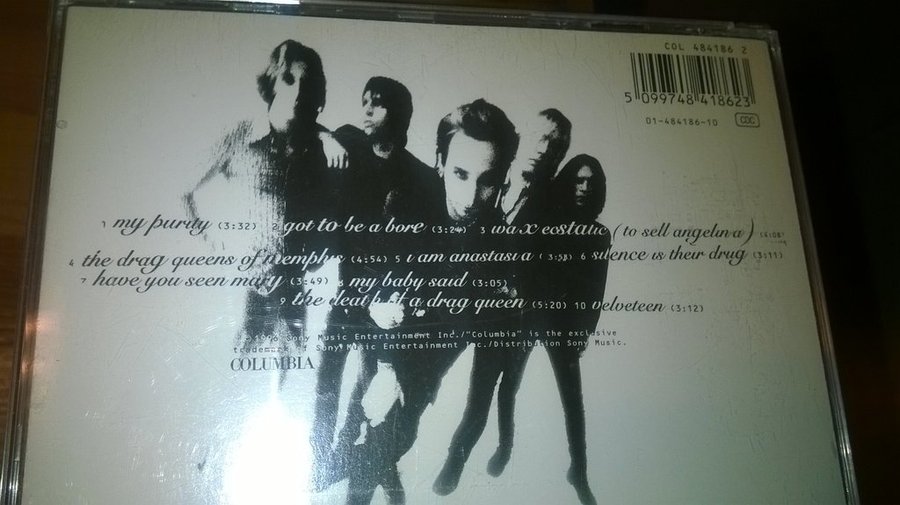 COL 484186 2
5 099748 418623
01-484186-10 CDC
1 my purity (3:32) 2 got to be a bore (3:24) 3 wax ecstatic (to sell angelina)
4 the drag queens of memphis (4:54) 5 i am anastasia (3:58) 6 silence is their drug (3:11)
7 have you seen mary (3:49) 8 my baby said (3:05)
9 the death of a drag queen (5:20) 10 velveteen (3:12)
1996 Sony Music Entertainment Inc./"Columbia" is the exclusive
trademark of Sony Music Entertainment Inc./Distribution Sony Music.
COLUMBIA